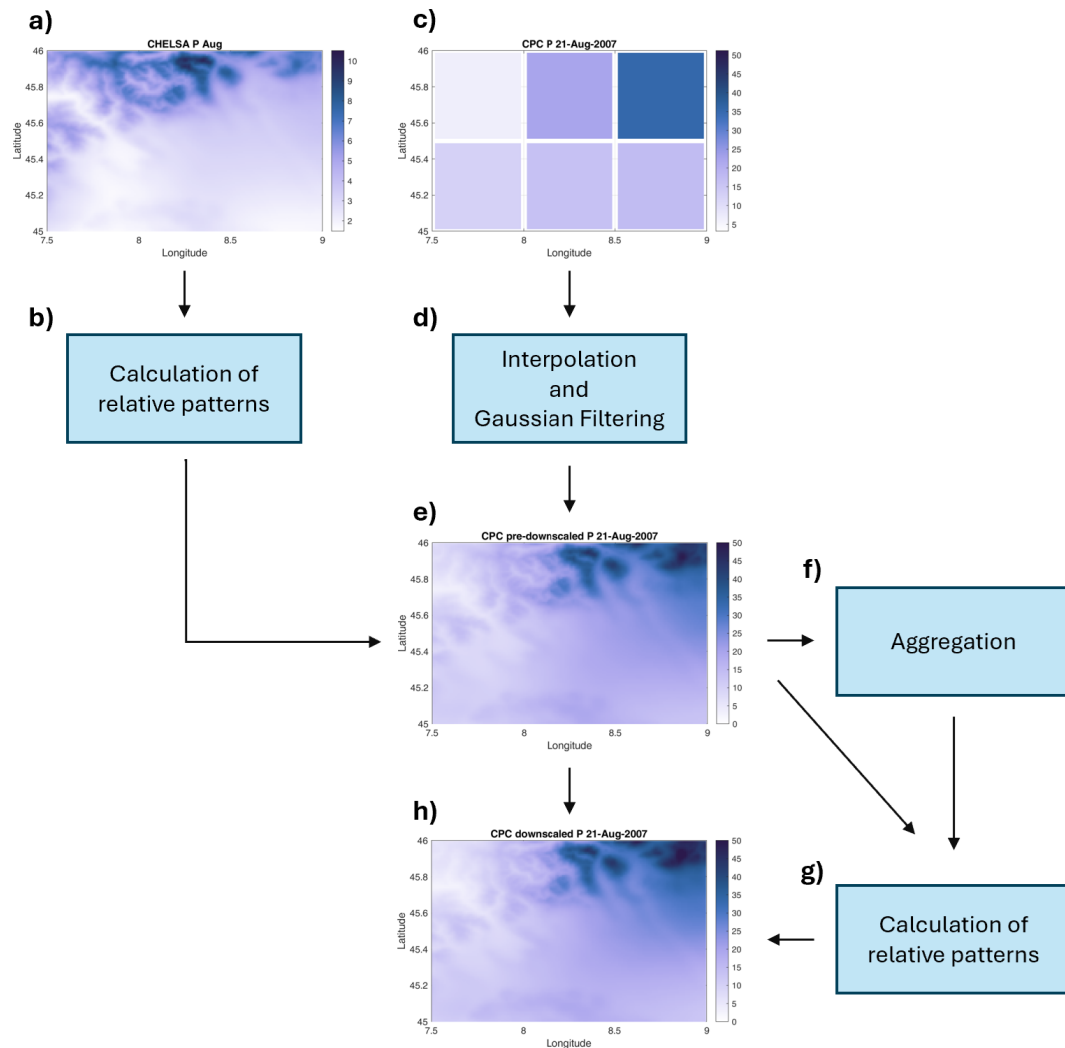 a)
CHELSA P Aug
46
45.8
45.6
45.4
45.2
45
Latitude
7.5
8
8.5
9
Longitude
10
9
8
7
6
5
4
3
2
c)
CPC P 21-Aug-2007
46
45.8
45.6
45.4
45.2
45
Latitude
7.5
8
8.5
9
Longitude
50
45
40
35
30
25
20
15
10
5
b)
Calculation of
relative patterns
d)
Interpolation
and
Gaussian Filtering
e)
CPC pre-downscaled P 21-Aug-2007
46
45.8
45.6
45.4
45.2
45
Latitude
7.5
8
8.5
9
Longitude
50
45
40
35
30
25
20
15
10
5
0
f)
Aggregation
h)
CPC downscaled P 21-Aug-2007
46
45.8
45.6
45.4
45.2
45
Latitude
7.5
8
8.5
9
Longitude
50
45
40
35
30
25
20
15
10
5
0
g)
Calculation of
relative patterns